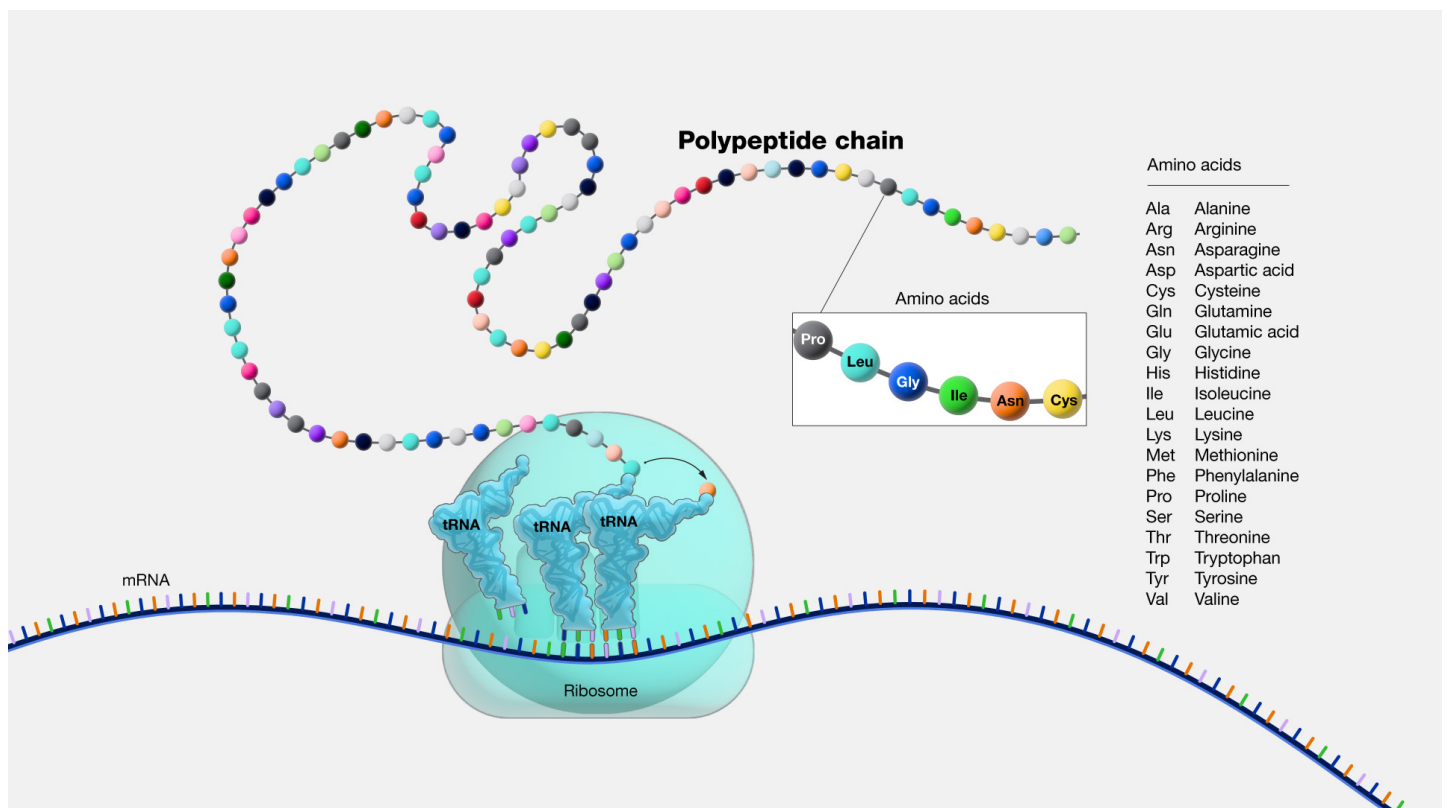 Polypeptide chain
Amino acids
Pro
Leu
Gly
Ile
Asn
Cys
tRNA
tRNA
tRNA
mRNA
Ribosome
Amino acids
Ala Alanine
Arg Arginine
Asn Asparagine
Asp Aspartic acid
Cys Cysteine
Gln Glutamine
Glu Glutamic acid
Gly Glycine
His Histidine
Ile Isoleucine
Leu Leucine
Lys Lysine
Met Methionine
Phe Phenylalanine
Pro Proline
Ser Serine
Thr Threonine
Trp Tryptophan
Tyr Tyrosine
Val Valine